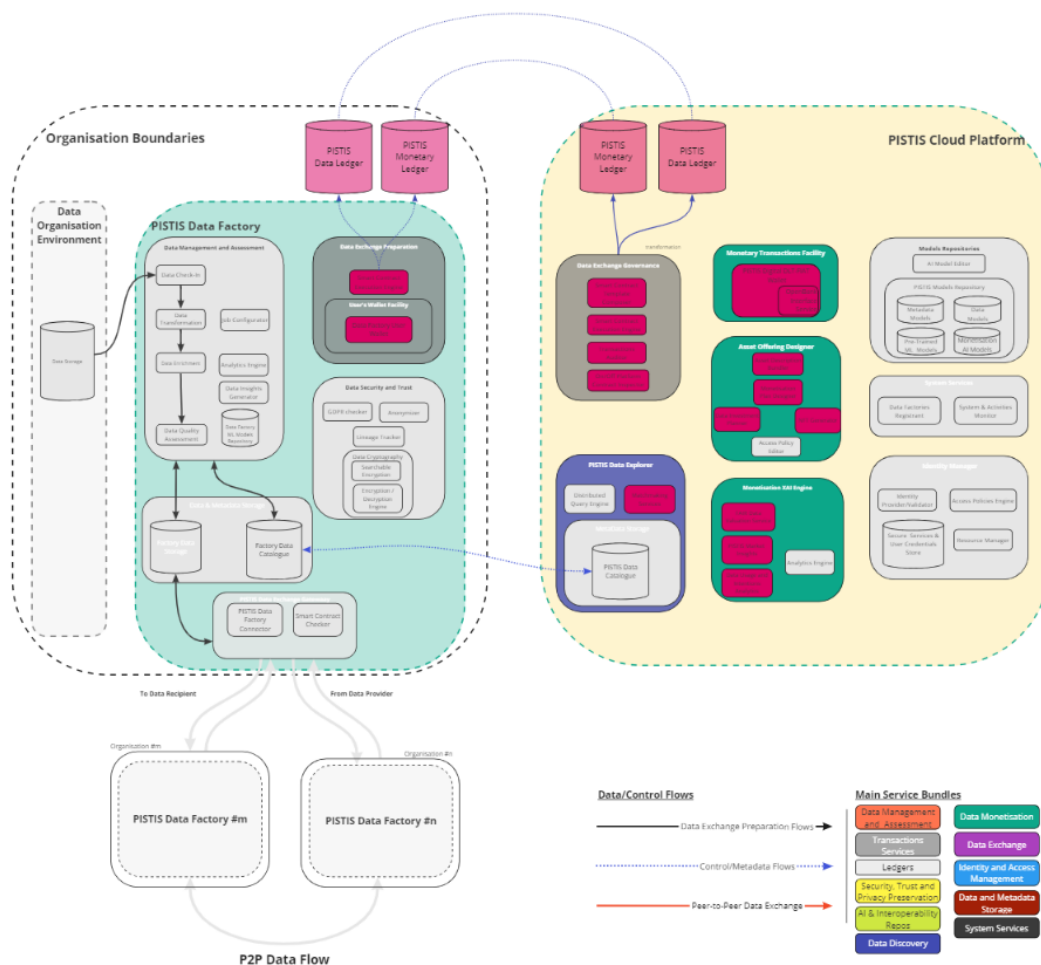 Organisation Boundaries
PISTIS Cloud Platform
PISTIS
Data Ledger
PISTIS
Monetary
Ledger
PISTIS
Monetary
Ledger
PISTIS
Data Ledger
Data
Organisation
Environment
Data Storage
PISTIS Data Factory
Data Management and Assessment
Data Check-In
Data
Transformation
Job Configurator
Data Enrichment
Analytics Engine
Data Insights
Generator
Data Quality
Assessment
Data Factory
ML Models
Repository
Data Exchange Preparation
User's Wallet Facility
Data Security and Trust
GDPR checker
Anonymizer
Lineage Tracker
Data Cryptography
Searchable
Encryption
Encryption /
Decryption
Engine
Data & Metadata Storage
Factory Data
Storage
Factory Data
Catalogue
PISTIS Data
Factory
Connector
Smart Contract
Checker
transformation
Data Exchange Governance
Monetary Transactions Facility
Asset Offering Designer
Access Policy
Editor
PISTIS Data Explorer
Distributed
Query Engine
Metadata Storage
PISTIS Data
Catalogue
Monetisation XAI Engine
Analytics Engine
Models Repositories
AI Model Editor
PISTIS Models Repository
Metadata
Models
Data
Models
Pre-Trained
ML Models
Monetisation
AI Models
System Services
Data Factories
Registrent
System & Activities
Monitor
Identity Manager
Identity
Provider/Validator
Access Policies Engine
Secure Services &
User Credentials
Store
Resource Manager
To Data Recipient
From Data Provider
Organisation #m
Organisation #n
PISTIS Data Factory #m
PISTIS Data Factory #n
P2P Data Flow
Data/Control Flows
Data Exchange Preparation Flows
Control/Metadata Flows
Peer-to-Peer Data Exchange
Main Service Bundles
Data Management
and Assessment
Transactions
Services
Ledgers
Security, Trust and
Privacy Preservation
AI & Interoperability
Repos
Data Discovery
Data Monetisation
Data Exchange
Identity and Access
Management
Data and Metadata
Storage
System Services